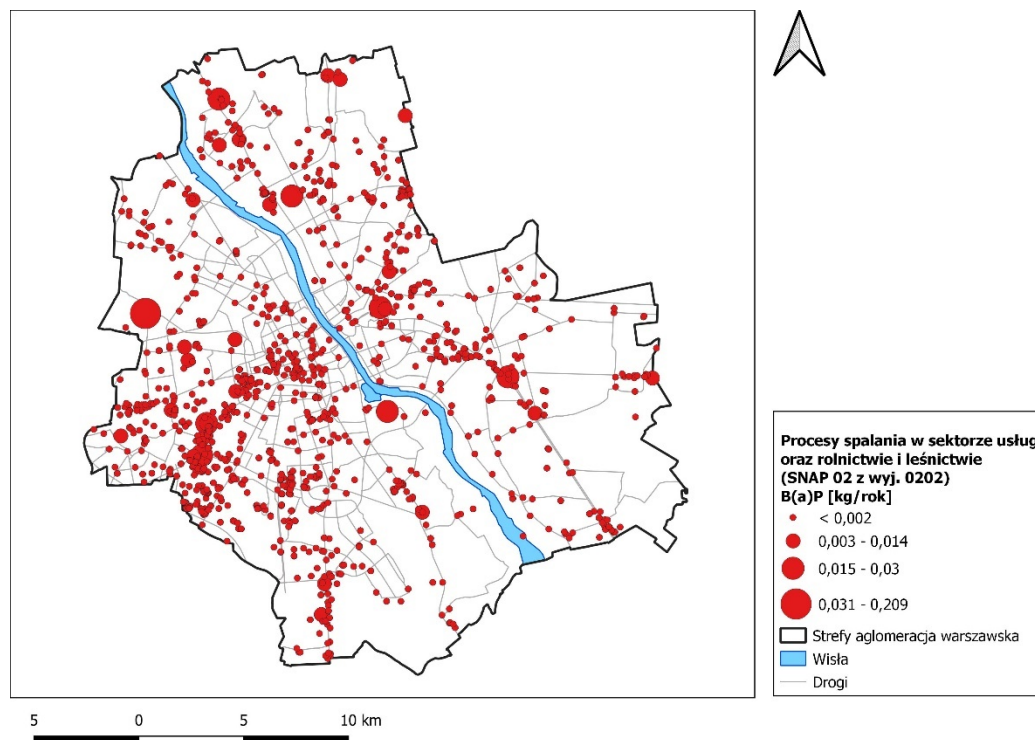 Procesy spalania w sektorze usług
oraz rolnictwie i leśnictwie
(SNAP 02 z wyj. 0202)
B(a)P [kg/rok]
< 0,002
0,003 - 0,014
0,015 - 0,03
0,031 - 0,209
Strefy aglomeracja warszawska
Wisła
Drogi
5 0 5 10 km